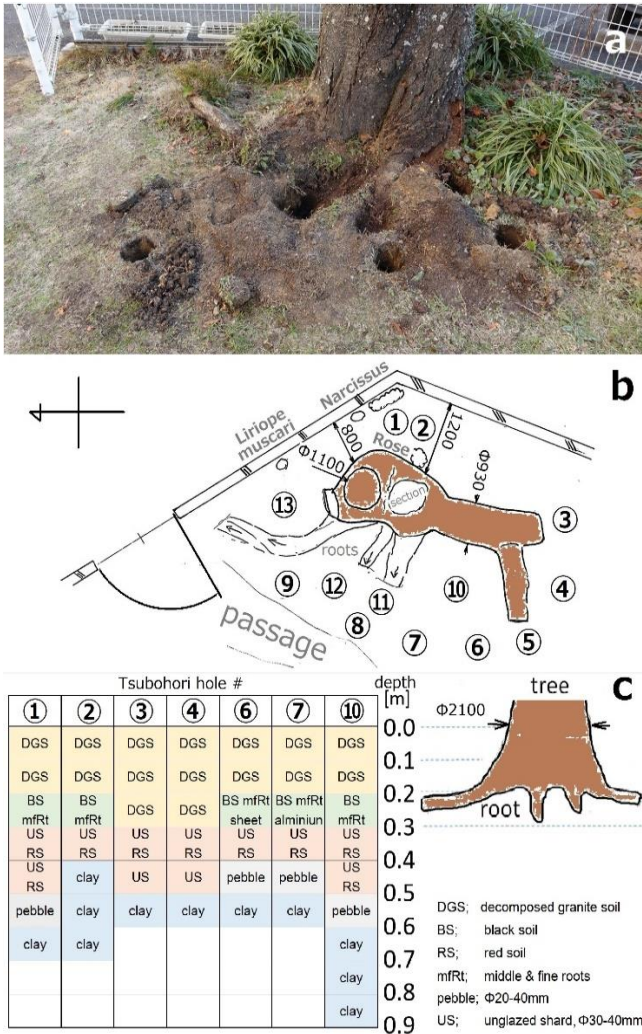 a
b
Narcissus
Liriope muscari
Rose
① ②
800
1200
Φ1100
Φ930
section
⑬
③
roots
⑨ ⑫ ⑪ ⑩ ④
⑧ ⑦ ⑥ ⑤
passage
c
Tsubohori hole #
depth
[m]
① ② ③ ④ ⑥ ⑦ ⑩
DGS DGS DGS DGS DGS DGS DGS
DGS DGS DGS DGS DGS DGS DGS
BS BS BS mfRt BS mfRt BS
mfRt mfRt DGS DGS sheet alminiun mfRt
US US US US US US US
RS RS RS RS RS RS RS
US clay US US pebble pebble US
RS RS
pebble clay clay clay clay clay pebble
clay clay clay
clay
clay
0.0
0.1
0.2
0.3
0.4
0.5
0.6
0.7
0.8
0.9
tree
Φ2100
root
DGS; decomposed granite soil
BS; black soil
RS; red soil
mfRt; middle & fine roots
pebble; Φ20-40mm
US; unglazed shard, Φ30-40mm